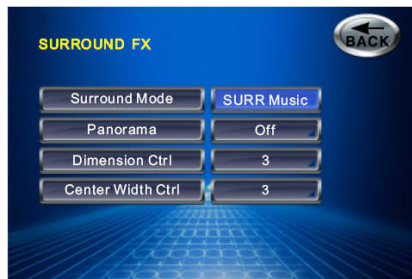 SURROUND FX
BACK
Surround Mode SURR Music
Panorama Off
Dimension Ctrl 3
Center Width Ctrl 3